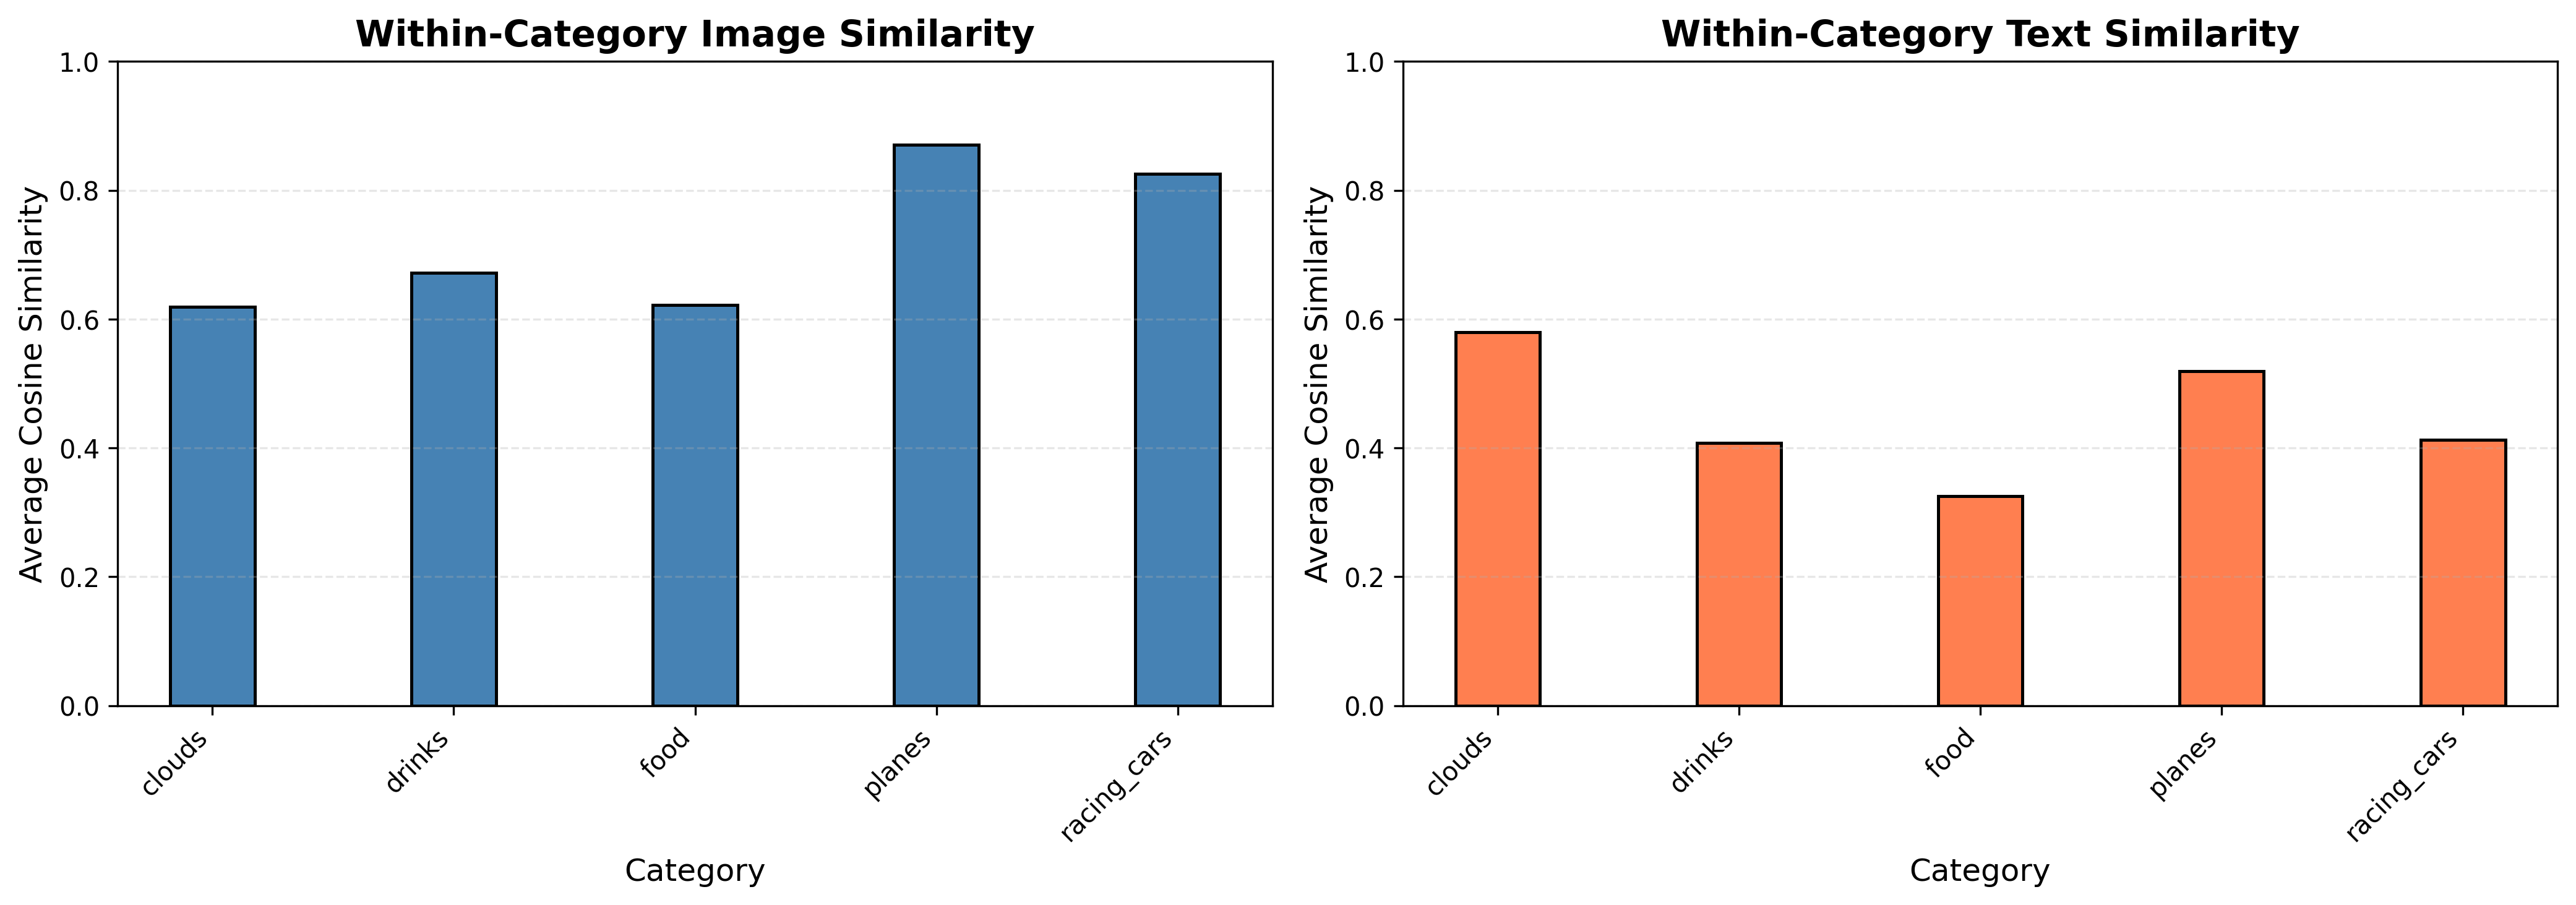 Within-Category Image Similarity
Average Cosine Similarity
1.0
0.8
0.6
0.4
0.2
0.0
clouds
drinks
food
planes
racing_cars
Category
Within-Category Text Similarity
Average Cosine Similarity
1.0
0.8
0.6
0.4
0.2
0.0
clouds
drinks
food
planes
racing_cars
Category